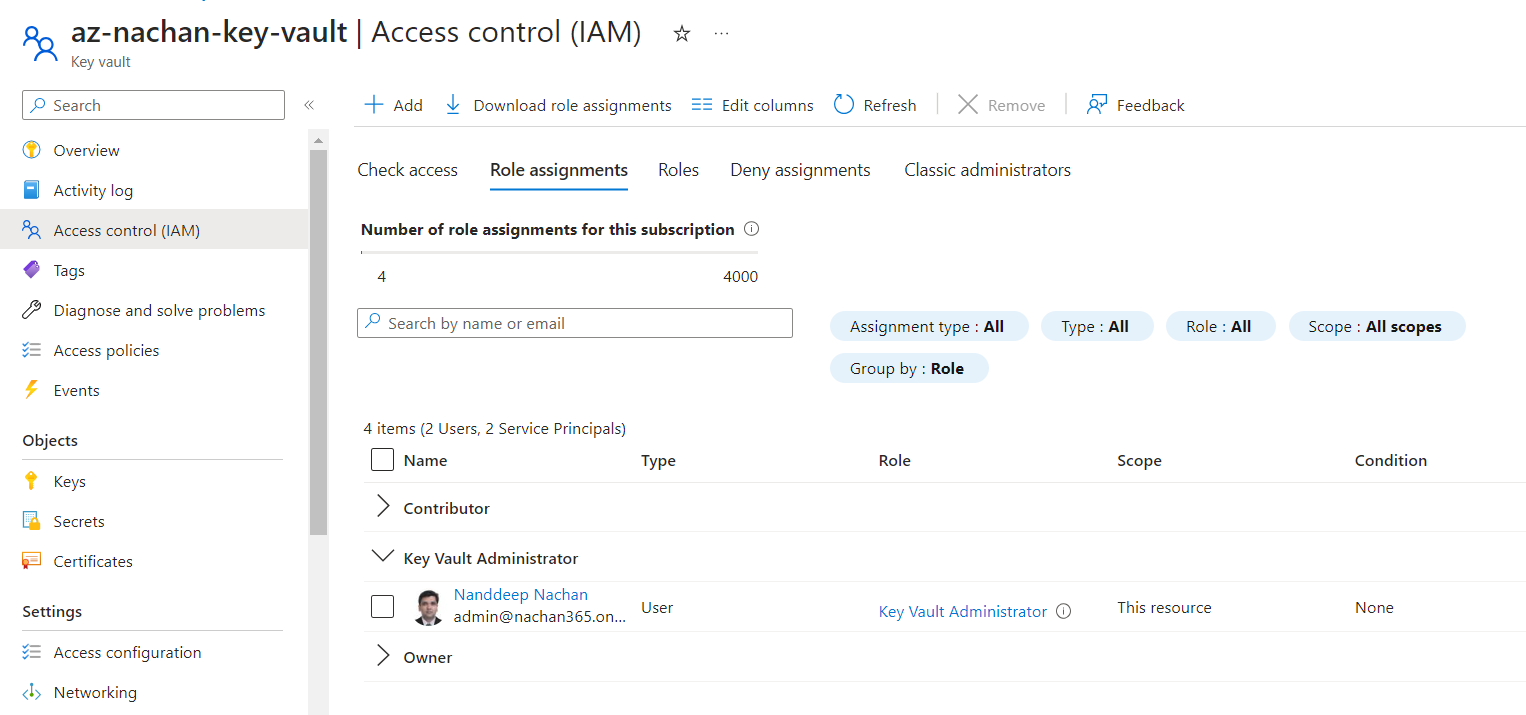 az-nachan-key-vault | Access control (IAM) ☆ ...
Key vault
Search «
Overview
Activity log
Access control (IAM)
Tags
Diagnose and solve problems
Access policies
Events
Objects
Keys
Secrets
Certificates
Settings
Access configuration
Networking
Add Download role assignments Edit columns Refresh Remove Feedback
Check access Role assignments Roles Deny assignments Classic administrators
Number of role assignments for this subscription
4 4000
Search by name or email
Assignment type : All Type : All Role : All Scope : All scopes
Group by : Role
4 items (2 Users, 2 Service Principals)
Name Type Role Scope Condition
Contributor
Key Vault Administrator
Nanddeep Nachan
admin@nachan365.on... User Key Vault Administrator This resource None
Owner